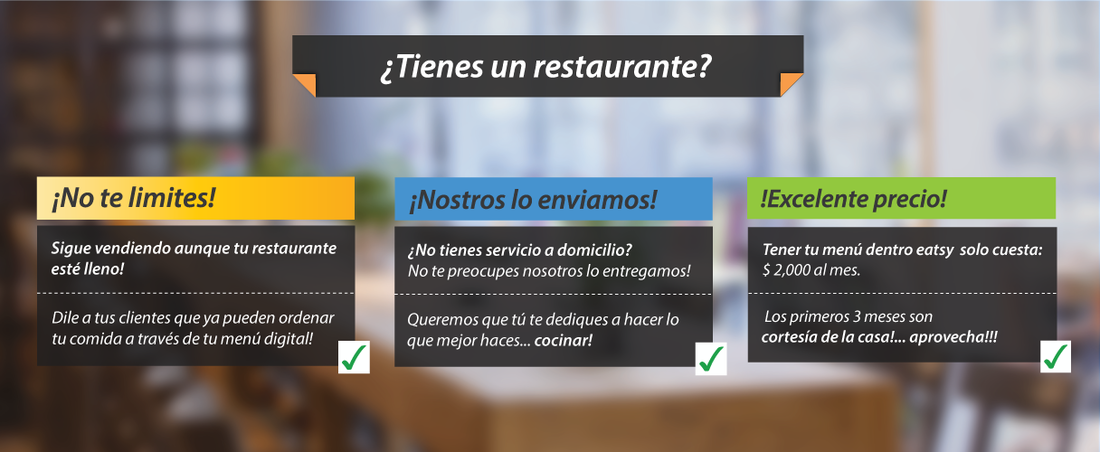 ¿Tienes un restaurante?
¡No te limites!
Sigue vendiendo aunque tu restaurante
esté lleno!
Dile a tus clientes que ya pueden ordenar
tu comida a través de tu menú digital!
¡Nostros lo enviamos!
¿No tienes servicio a domicilio?
No te preocupes nosotros lo entregamos!
Queremos que tú te dediques a hacer lo
que mejor haces... cocinar!
!Excelente precio!
Tener tu menú dentro eatsy solo cuesta:
$ 2,000 al mes.
Los primeros 3 meses son
cortesía de la casa!... aprovecha!!!